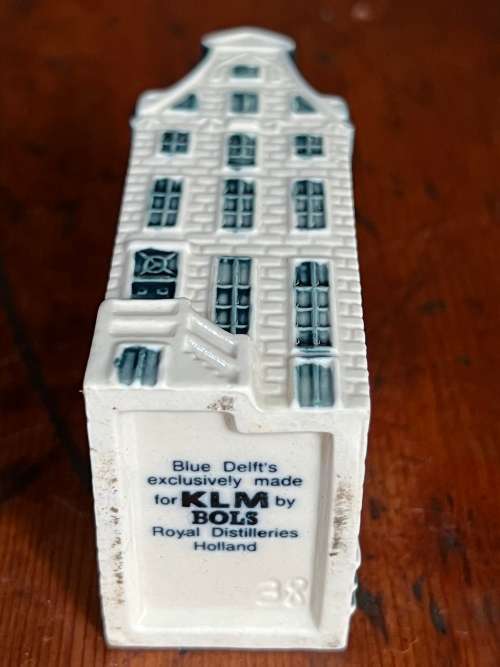 Blue Delft's
exclusively made
for KLM by
BOLS
Royal Distilleries
Holland
38